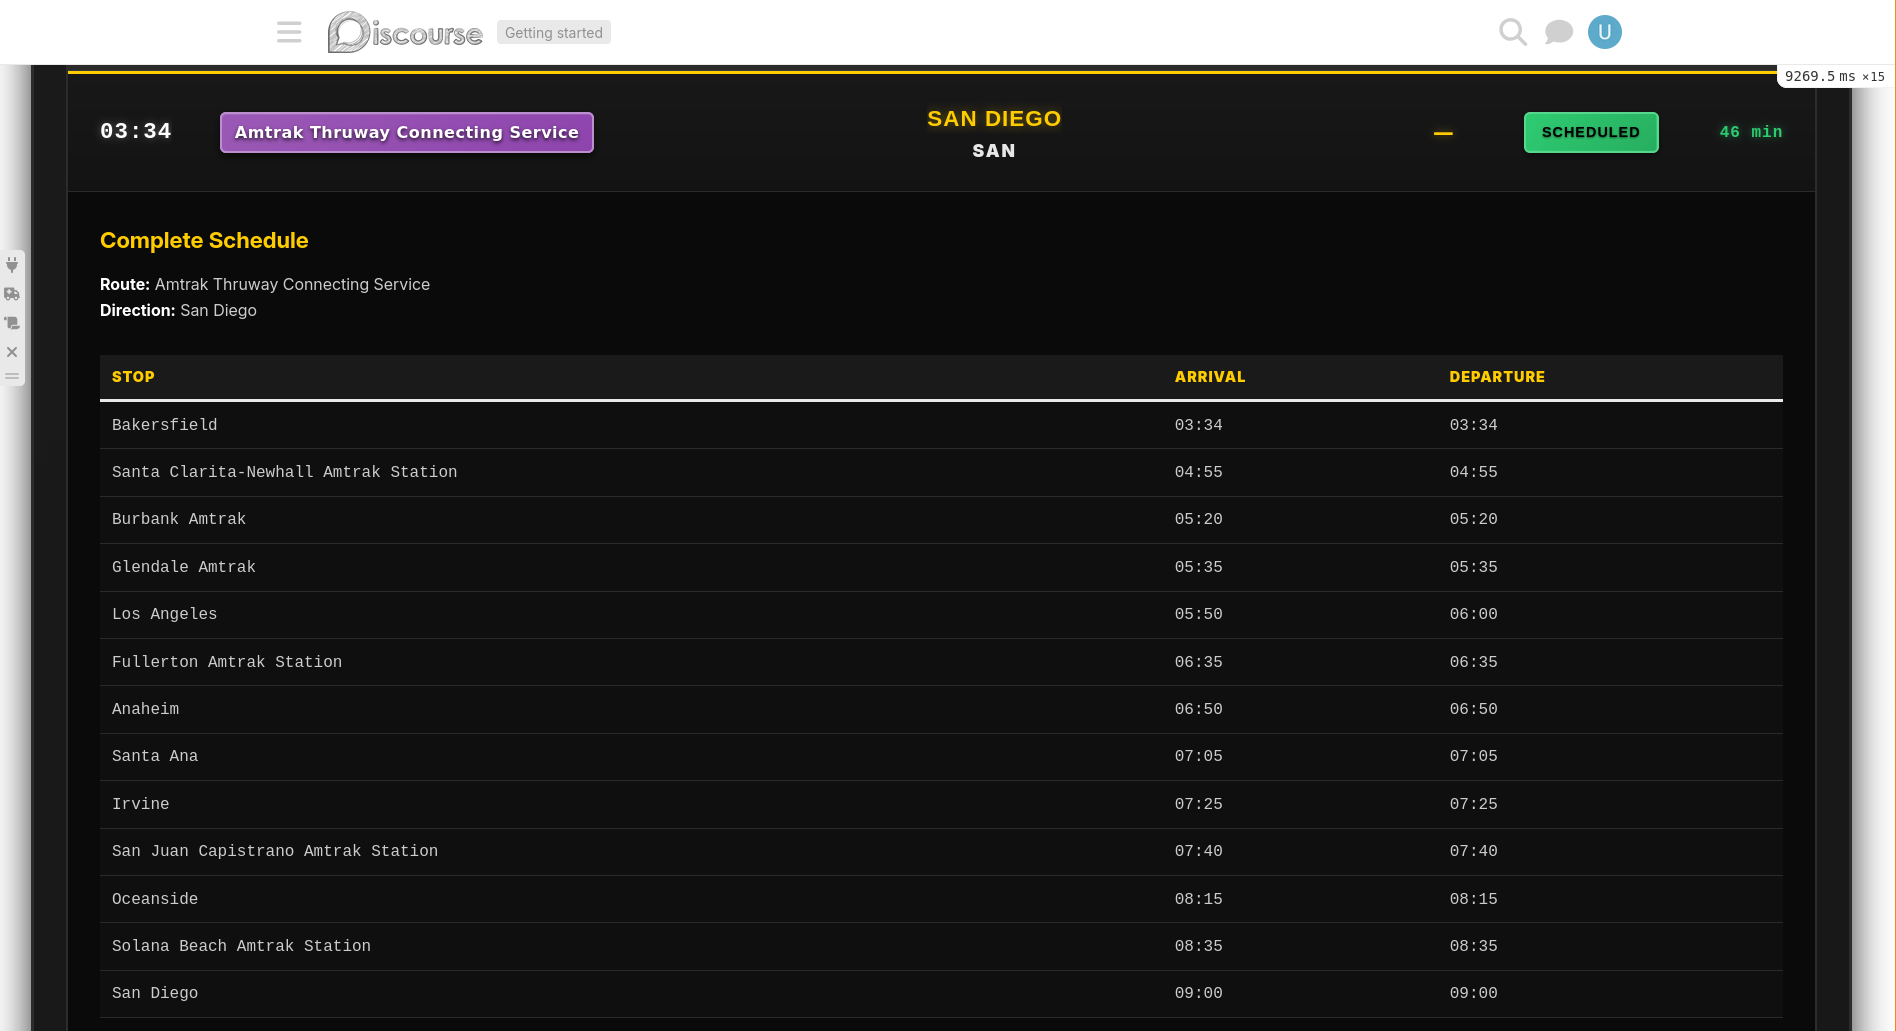 Discourse Getting started U
9269.5 ms ×15
03:34 Amtrak Thruway Connecting Service SAN DIEGO — SCHEDULED 46 min
SAN
Complete Schedule
Route: Amtrak Thruway Connecting Service
Direction: San Diego
STOP ARRIVAL DEPARTURE
Bakersfield 03:34 03:34
Santa Clarita-Newhall Amtrak Station 04:55 04:55
Burbank Amtrak 05:20 05:20
Glendale Amtrak 05:35 05:35
Los Angeles 05:50 06:00
Fullerton Amtrak Station 06:35 06:35
Anaheim 06:50 06:50
Santa Ana 07:05 07:05
Irvine 07:25 07:25
San Juan Capistrano Amtrak Station 07:40 07:40
Oceanside 08:15 08:15
Solana Beach Amtrak Station 08:35 08:35
San Diego 09:00 09:00